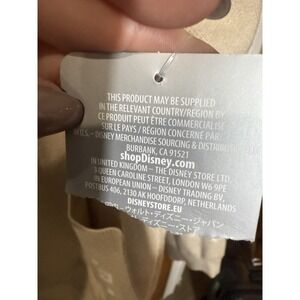 THIS PRODUCT MAY BE SUPPLIED
IN THE RELEVANT COUNTRY/REGION BY
CE PRODUIT PEUT ÊTRE COMMERCIALISÉ
SUR LE PAYS / RÉGION CONCERNÉ PAR
IN U.S. – DISNEY MERCHANDISE SOURCING & DISTRIBUTI
BURBANK, CA 91521
shopDisney.com
IN UNITED KINGDOM – THE DISNEY STORE LTD.
3 QUEEN CAROLINE STREET, LONDON W6 9PE
IN EUROPEAN UNION – DISNEY TRADING BV,
POSTBUS 406, 2130 AK HOOFDDORP, NETHERLANDS
DISNEYSTORE.EU
ウォルト・ディズニー・ジャパン
ディズニーストア